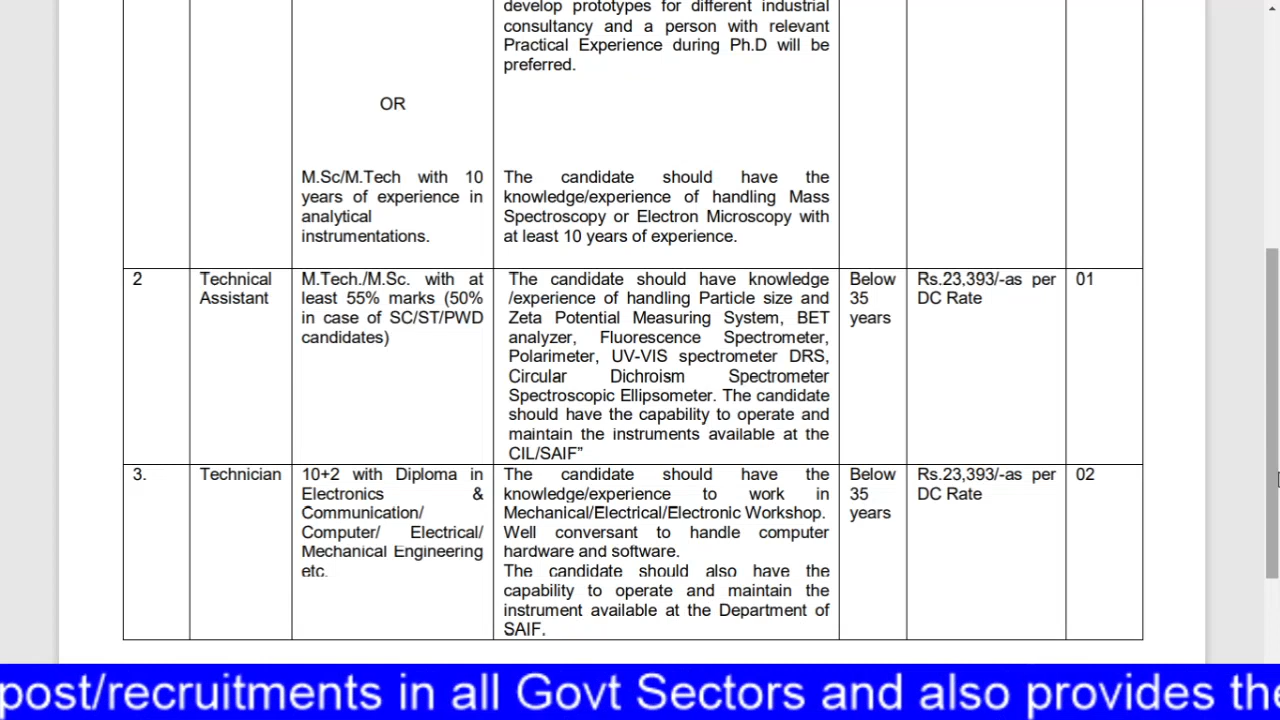 develop prototypes for different industrial
consultancy and a person with relevant
Practical Experience during Ph.D will be
preferred.
OR
M.Sc/M.Tech with 10
years of experience in
analytical
instrumentations.
The candidate should have the
knowledge/experience of handling Mass
Spectroscopy or Electron Microscopy with
at least 10 years of experience.
2
Technical
Assistant
M.Tech./M.Sc. with at
least 55% marks (50%
in case of SC/ST/PWD
candidates)
The candidate should have knowledge
/experience of handling Particle size and
Zeta Potential Measuring System, BET
analyzer, Fluorescence Spectrometer,
Polarimeter, UV-VIS spectrometer DRS,
Circular Dichroism Spectrometer
Spectroscopic Ellipsometer. The candidate
should have the capability to operate and
maintain the instruments available at the
CIL/SAIF”
Below
35
years
Rs.23,393/-as per
DC Rate
01
3.
Technician
10+2 with Diploma in
Electronics &
Communication/
Computer/ Electrical/
Mechanical Engineering
etc.
The candidate should have the
knowledge/experience to work in
Mechanical/Electrical/Electronic Workshop.
Well conversant to handle computer
hardware and software.
The candidate should also have the
capability to operate and maintain the
instrument available at the Department of
SAIF.
Below
35
years
Rs.23,393/-as per
DC Rate
02
post/recruitments in all Govt Sectors and also provides the